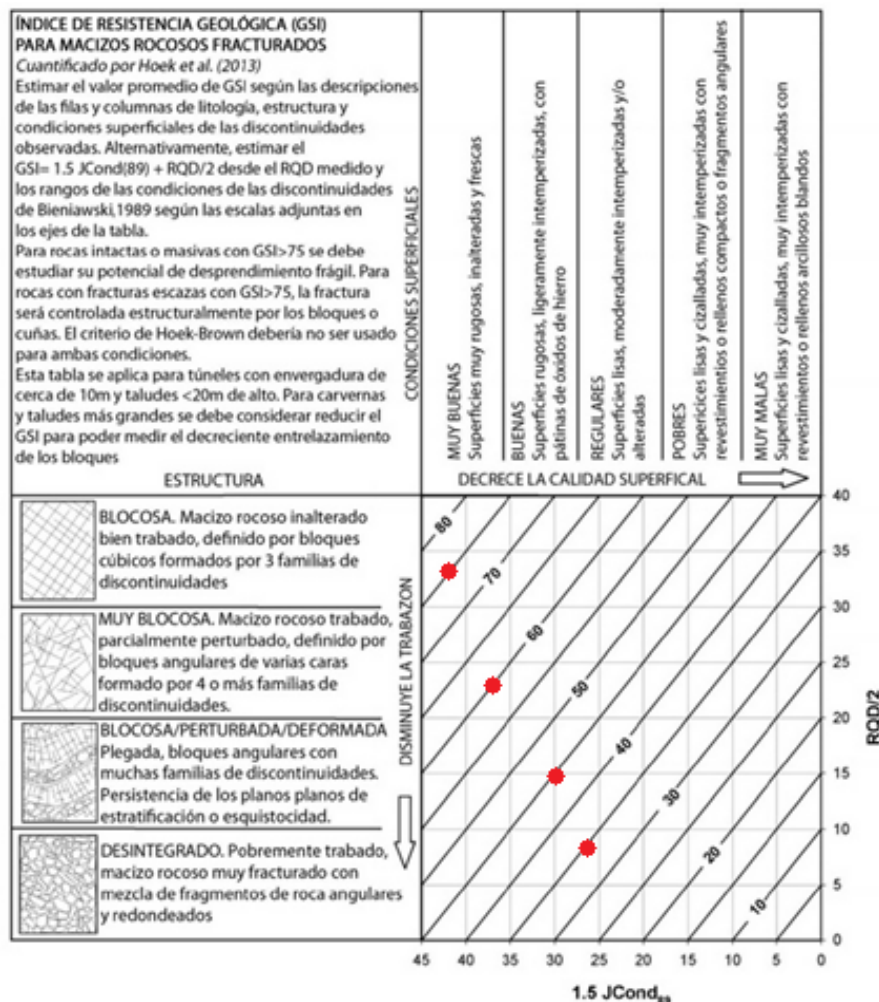 ÍNDICE DE RESISTENCIA GEOLÓGICA (GSI)
PARA MACIZOS ROCOSOS FRACTURADOS
Cuantificado por Hoek et al. (2013)
Estimar el valor promedio de GSI según las descripciones
de las filas y columnas de litología, estructura y
condiciones superficiales de las discontinuidades
observadas. Alternativamente, estimar el
GSI= 1.5 JCond(89) + RQD/2 desde el RQD medido y
los rangos de las condiciones de las discontinuidades
de Bieniawski,1989 según las escalas adjuntas en
los ejes de la tabla.
Para rocas intactas o masivas con GSI>75 se debe
estudiar su potencial de desprendimiento frágil. Para
rocas con fracturas escazas con GSI>75, la fractura
será controlada estructuralmente por los bloques o
cuñas. El criterio de Hoek-Brown debería no ser usado
para ambas condiciones.
Esta tabla se aplica para túneles con envergadura de
cerca de 10m y taludes <20m de alto. Para carvernas
y taludes más grandes se debe considerar reducir el
GSI para poder medir el decreciente entrelazamiento
de los bloques
ESTRUCTURA
CONDICIONES SUPERFICIALES
MUY BUENAS
Superficies muy rugosas, inalteradas y frescas
BUENAS
Superfícies rugosas, ligeramente intemperizadas, con
pátinas de óxidos de hierro
REGULARES
Superfícies lisas, moderadamente intemperizadas y/o
alteradas
POBRES
Supericices lisas y cizalladas, muy intemperizadas con
revestimientios o rellenos compactos o fragmentos angulares
MUY MALAS
Superfícies lisas y cizalladas, muy intemperizadas con
revestimientos o rellenos arcillosos blandos
DECRECE LA CALIDAD SUPERFICAL
BLOCOSA. Macizo rocoso inalterado
bien trabado, definido por bloques
cúbicos formados por 3 familias de
discontinuidades
MUY BLOCOSA. Macizo rocoso trabado,
parcialmente perturbado, definido por
bloques angulares de varias caras
formado por 4 o más familias de
discontinuidades.
BLOCOSA/PERTURBADA/DEFORMADA
Plegada, bloques angulares con
muchas familias de discontinuidades.
Persistencia de los planos planos de
estratificación o esquistocidad.
DESINTEGRADO. Pobremente trabado,
macizo rocoso muy fracturado con
mezcla de fragmentos de roca angulares
y redondeados
DISMINUYE LA TRABAZON
80
70
60
50
40
30
20
10
40
35
30
25
20
15
10
5
0
RQD/2
45 40 35 30 25 20 15 10 5 0
1.5 JCond₈₉